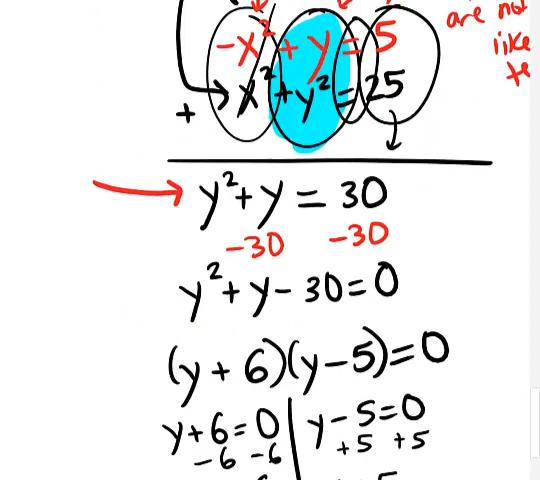 -x² + y = 5
are not
like
te
+ x² + y² = 25
y² + y = 30
-30 -30
y² + y - 30 = 0
(y + 6)(y - 5) = 0
y + 6 = 0 | y - 5 = 0
-6 -6 +5 +5